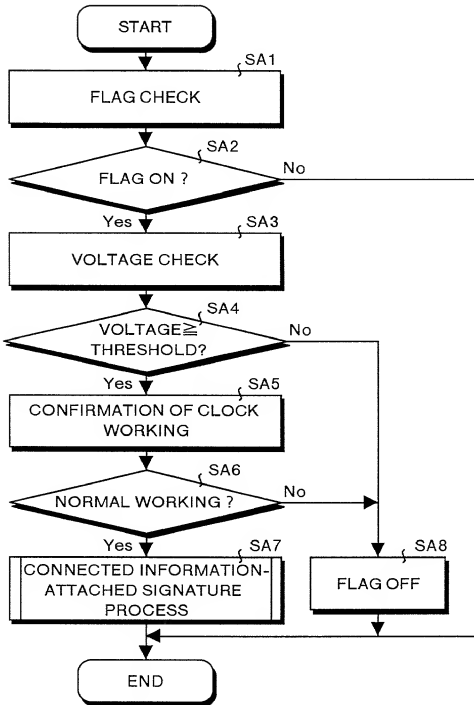 START
SA1
FLAG CHECK
SA2
FLAG ON ?
No
Yes
SA3
VOLTAGE CHECK
SA4
VOLTAGE≧
THRESHOLD?
No
Yes
SA5
CONFIRMATION OF CLOCK
WORKING
SA6
NORMAL WORKING ?
No
Yes
SA7
CONNECTED INFORMATION-
ATTACHED SIGNATURE
PROCESS
SA8
FLAG OFF
END